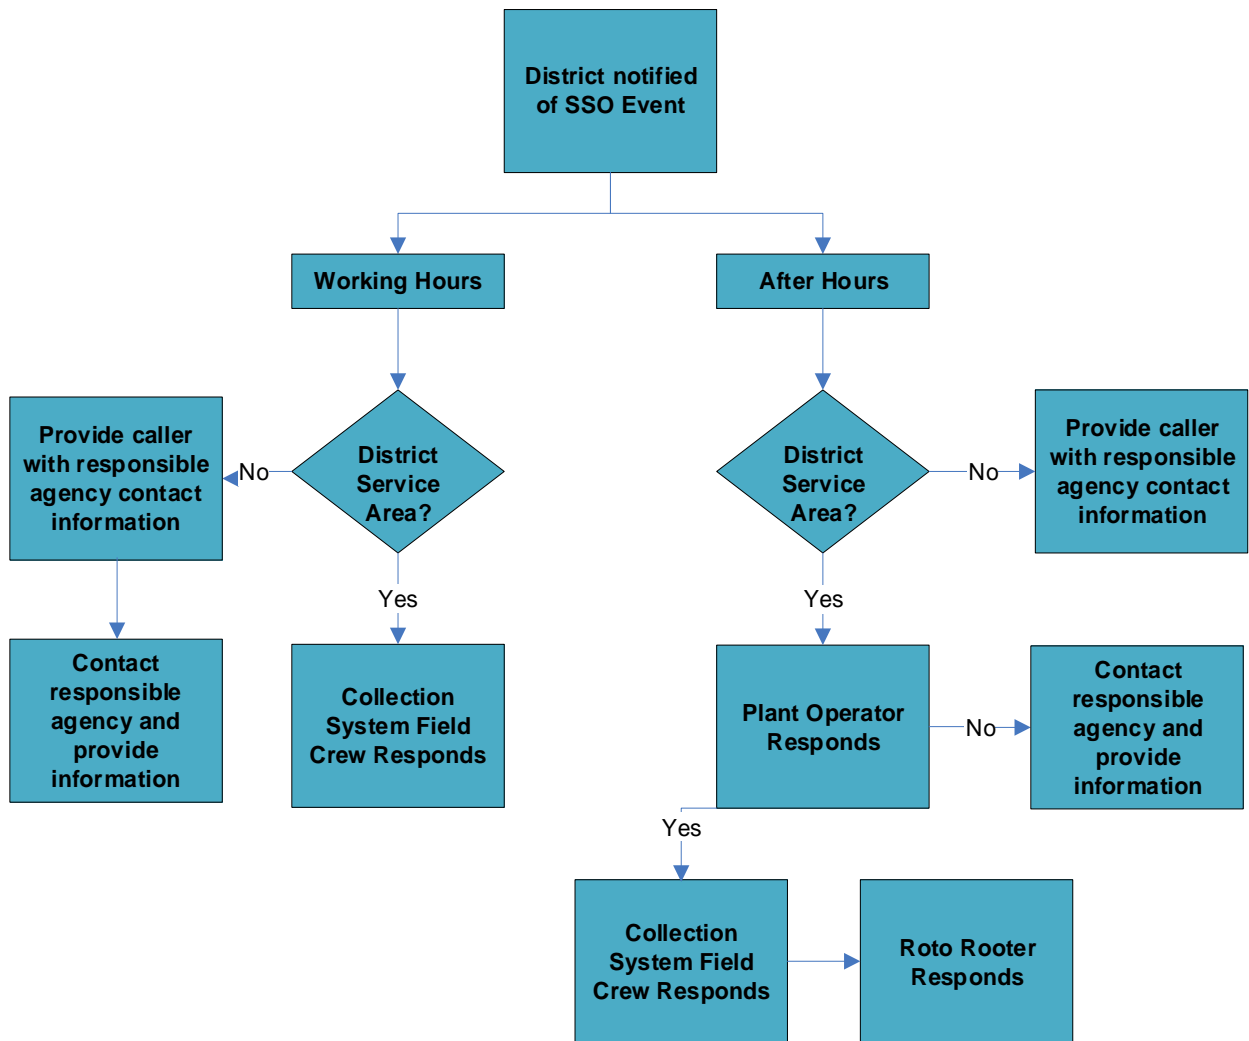 District notified
of SSO Event
Working Hours
After Hours
Provide caller
with responsible
agency contact
information
No
District
Service
Area?
District
Service
Area?
No
Provide caller
with responsible
agency contact
information
Yes
Yes
Contact
responsible
agency and
provide
information
Collection
System Field
Crew Responds
Plant Operator
Responds
No
Contact
responsible
agency and
provide
information
Yes
Collection
System Field
Crew Responds
Roto Rooter
Responds